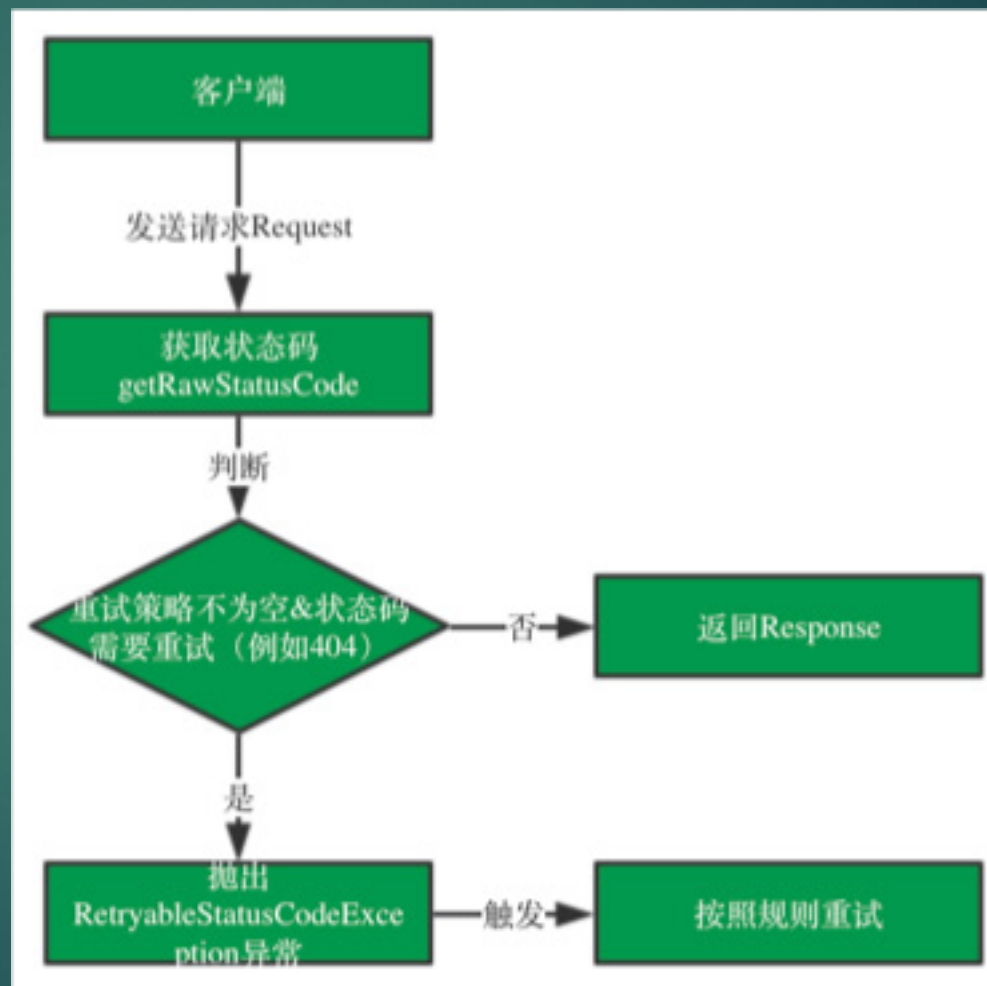 客户端
发送请求Request
获取状态码
getRawStatusCode
判断
重试策略不为空&状态码
需要重试（例如404）
否
返回Response
是
抛出
RetryableStatusCodeExce
ption异常
触发
按照规则重试